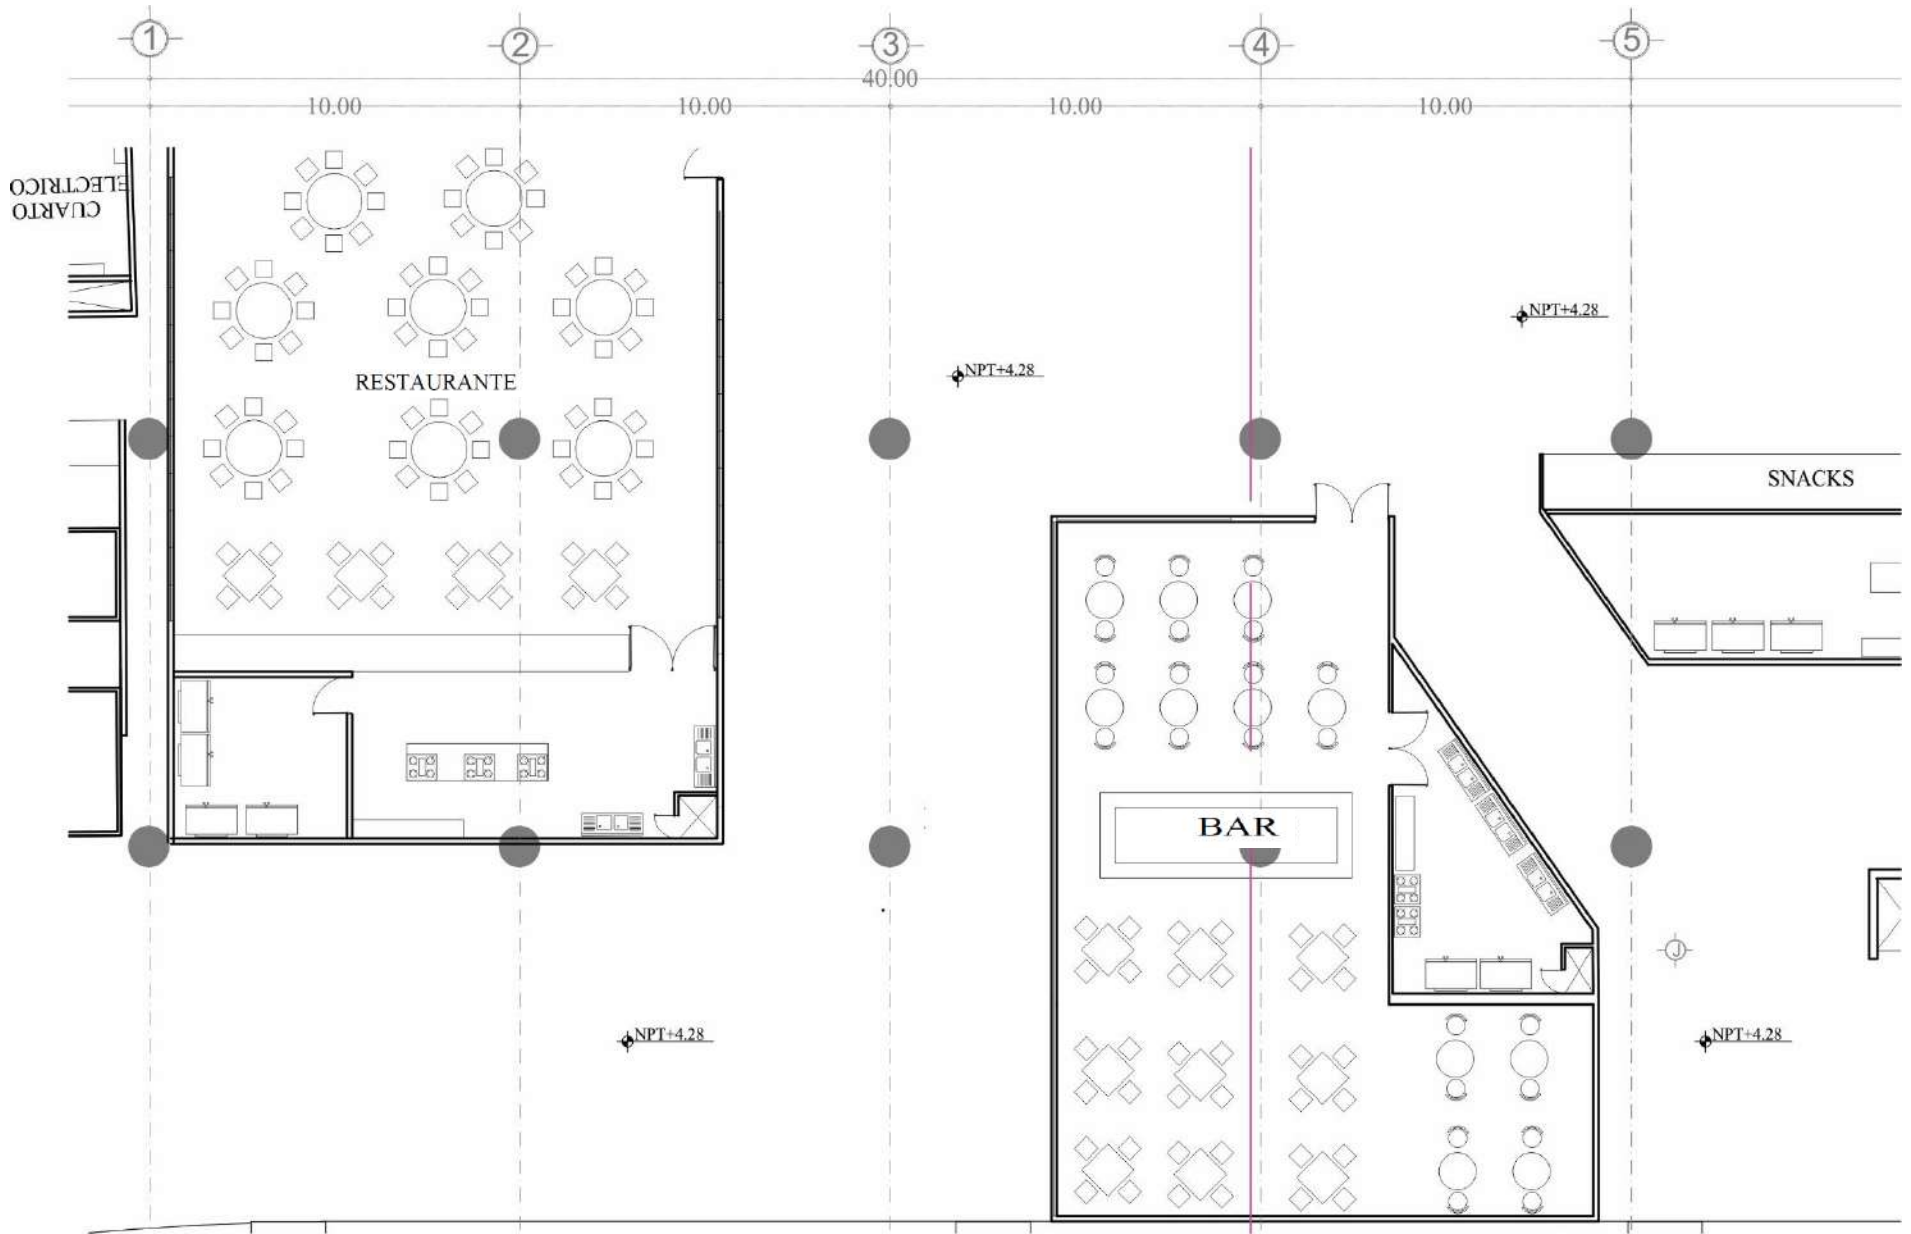 1
2
3
4
5
40.00
10.00
10.00
10.00
10.00
CUARTO
ELECTRICO
NPT+4.28
NPT+4.28
RESTAURANTE
SNACKS
BAR
J
NPT+4.28
NPT+4.28